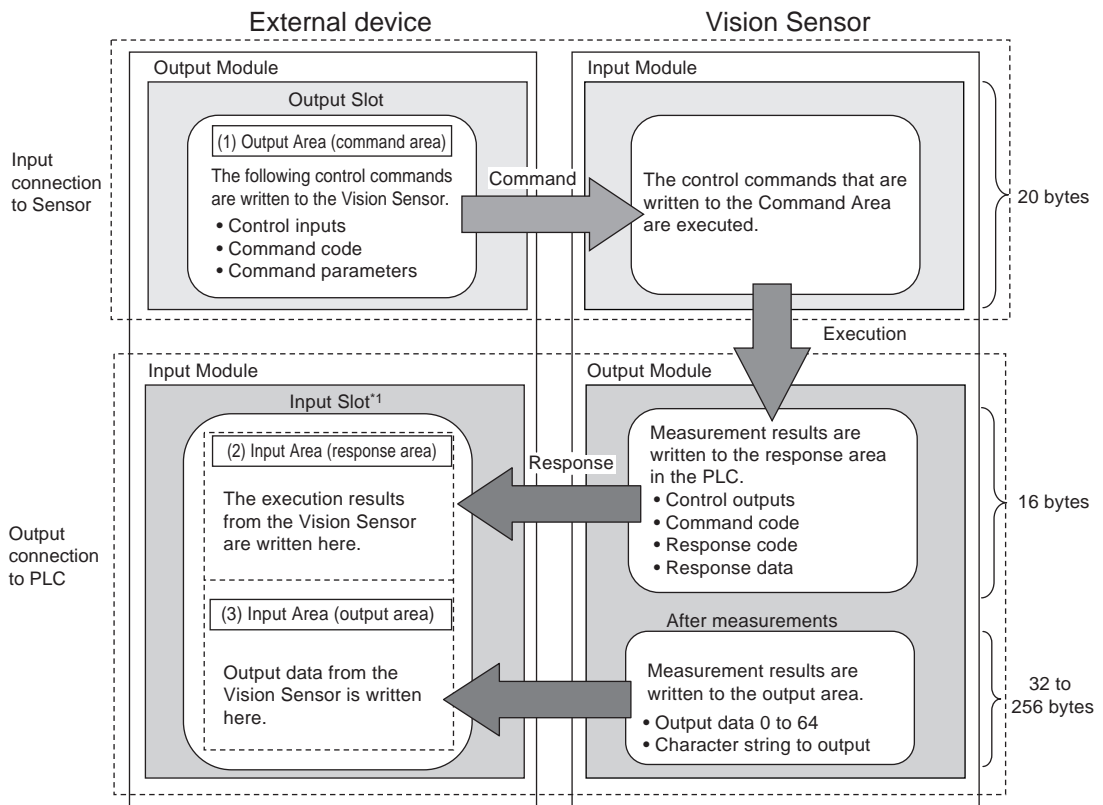 External device
Vision Sensor
Output Module
Input Module
Output Slot
(1) Output Area (command area)
The following control commands
are written to the Vision Sensor.
• Control inputs
• Command code
• Command parameters
Input
connection
to Sensor
Command
The control commands that are
written to the Command Area
are executed.
20 bytes
Execution
Input Module
Output Module
Input Slot*1
(2) Input Area (response area)
The execution results
from the Vision Sensor
are written here.
Response
Measurement results are
written to the response area
in the PLC.
• Control outputs
• Command code
• Response code
• Response data
16 bytes
Output
connection
to PLC
(3) Input Area (output area)
Output data from the
Vision Sensor is written
here.
After measurements
Measurement results are
written to the output area.
• Output data 0 to 64
• Character string to output
32 to
256 bytes